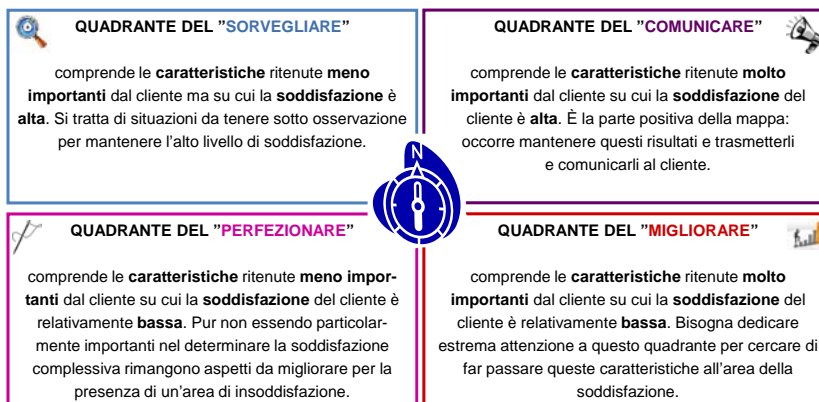 QUADRANTE DEL "SORVEGLIARE"
comprende le caratteristiche ritenute meno
importanti dal cliente ma su cui la soddisfazione è
alta. Si tratta di situazioni da tenere sotto osservazione
per mantenere l'alto livello di soddisfazione.
QUADRANTE DEL "COMUNICARE"
comprende le caratteristiche ritenute molto
importanti dal cliente su cui la soddisfazione del
cliente è alta. È la parte positiva della mappa:
occorre mantenere questi risultati e trasmetterli
e comunicarli al cliente.
N
QUADRANTE DEL "PERFEZIONARE"
comprende le caratteristiche ritenute meno impor-
tanti dal cliente su cui la soddisfazione del cliente è
relativamente bassa. Pur non essendo particolar-
mente importanti nel determinare la soddisfazione
complessiva rimangono aspetti da migliorare per la
presenza di un'area di insoddisfazione.
QUADRANTE DEL "MIGLIORARE"
comprende le caratteristiche ritenute molto
importanti dal cliente su cui la soddisfazione del
cliente è relativamente bassa. Bisogna dedicare
estrema attenzione a questo quadrante per cercare di
far passare queste caratteristiche all'area della
soddisfazione.